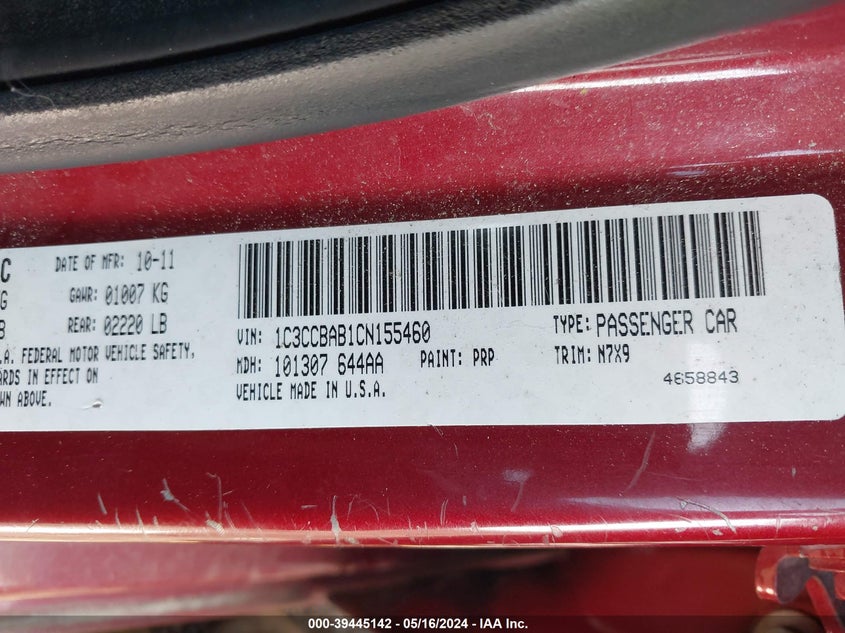 C DATE OF MFR: 10-11
G GAWR: 01007 KG
B REAR: 02220 LB
.A. FEDERAL MOTOR VEHICLE SAFETY,
ARDS IN EFFECT ON
WN ABOVE.
VIN: 1C3CCBAB1CN155460 TYPE: PASSENGER CAR
MDH: 101307 644AA PAINT: PRP TRIM: N7X9
VEHICLE MADE IN U.S.A. 4658843
000-39445142 - 05/16/2024 - IAA Inc.